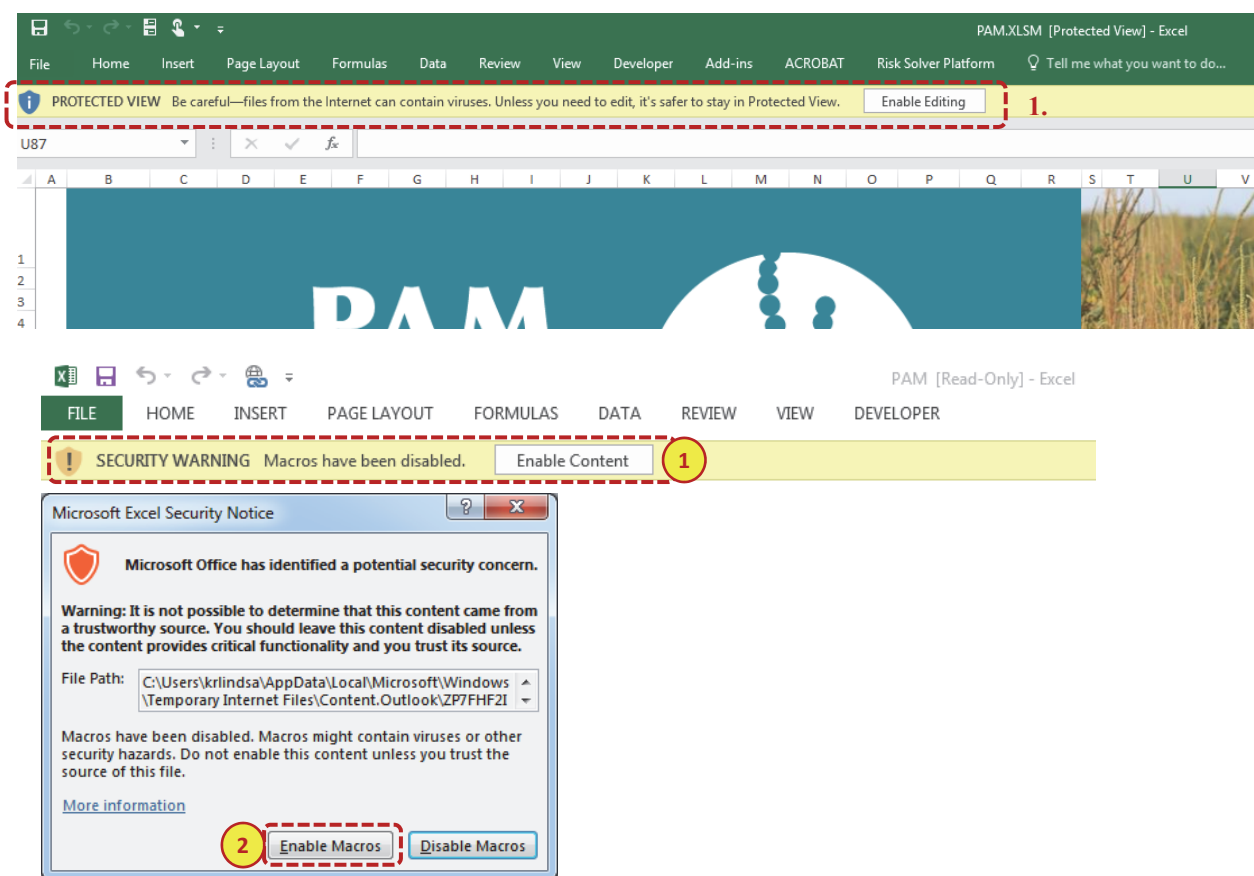 PAM.XLSM [Protected View] - Excel
File Home Insert Page Layout Formulas Data Review View Developer Add-ins ACROBAT Risk Solver Platform Tell me what you want to do...
PROTECTED VIEW Be careful—files from the Internet can contain viruses. Unless you need to edit, it's safer to stay in Protected View. Enable Editing 1.
U87 fx
A B C D E F G H I J K L M N O P Q R S T U V
1
2
3
4
PAM
PAM [Read-Only] - Excel
FILE HOME INSERT PAGE LAYOUT FORMULAS DATA REVIEW VIEW DEVELOPER
! SECURITY WARNING Macros have been disabled. Enable Content 1
Microsoft Excel Security Notice ? X
Microsoft Office has identified a potential security concern.
Warning: It is not possible to determine that this content came from
a trustworthy source. You should leave this content disabled unless
the content provides critical functionality and you trust its source.
File Path: C:\Users\krlindsa\AppData\Local\Microsoft\Windows
\Temporary Internet Files\Content.Outlook\ZP7FHF2I
Macros have been disabled. Macros might contain viruses or other
security hazards. Do not enable this content unless you trust the
source of this file.
More information
2 Enable Macros Disable Macros